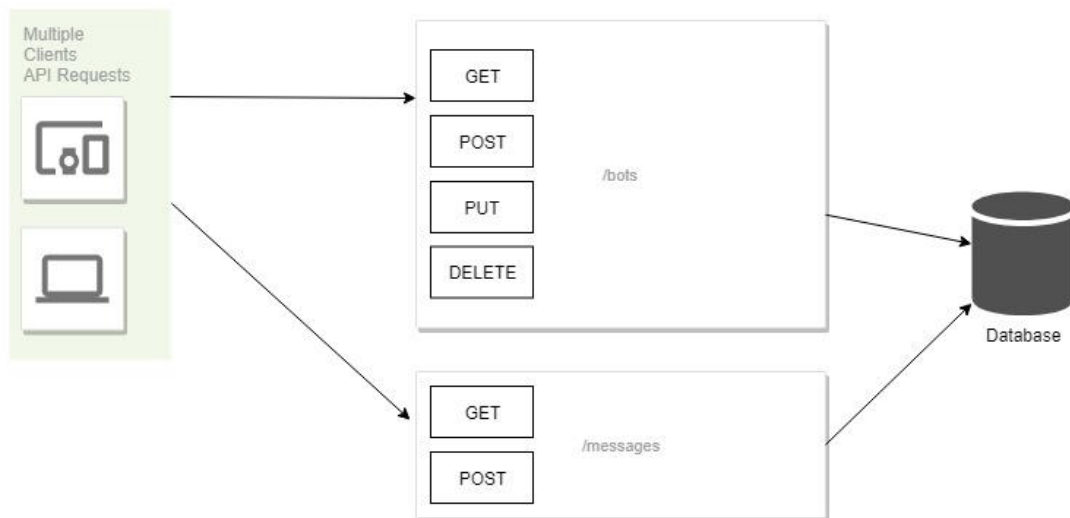 Multiple
Clients
API Requests
GET
POST
PUT
DELETE
/bots
GET
POST
/messages
Database